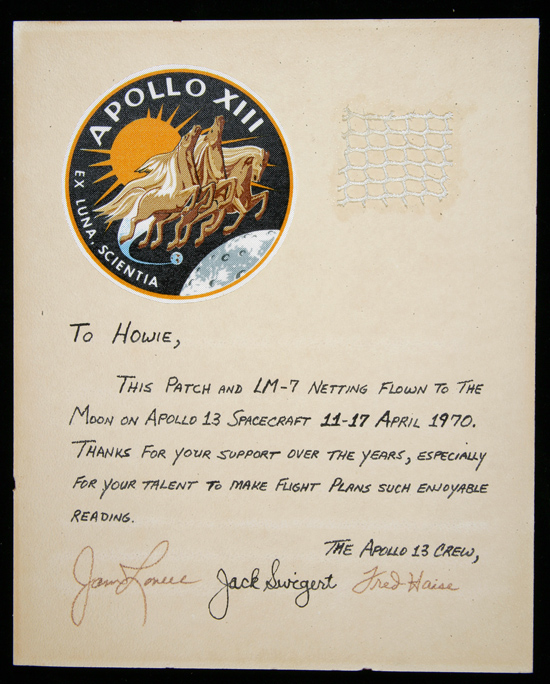 APOLLO XIII
EX LUNA, SCIENTIA
TO HOWIE,
THIS PATCH AND LM-7 NETTING FLOWN TO THE
MOON ON APOLLO 13 SPACECRAFT 11-17 APRIL 1970.
THANKS FOR YOUR SUPPORT OVER THE YEARS, ESPECIALLY
FOR YOUR TALENT TO MAKE FLIGHT PLANS SUCH ENJOYABLE
READING.
THE APOLLO 13 CREW,
James Lovell Jack Swigert Fred Haise